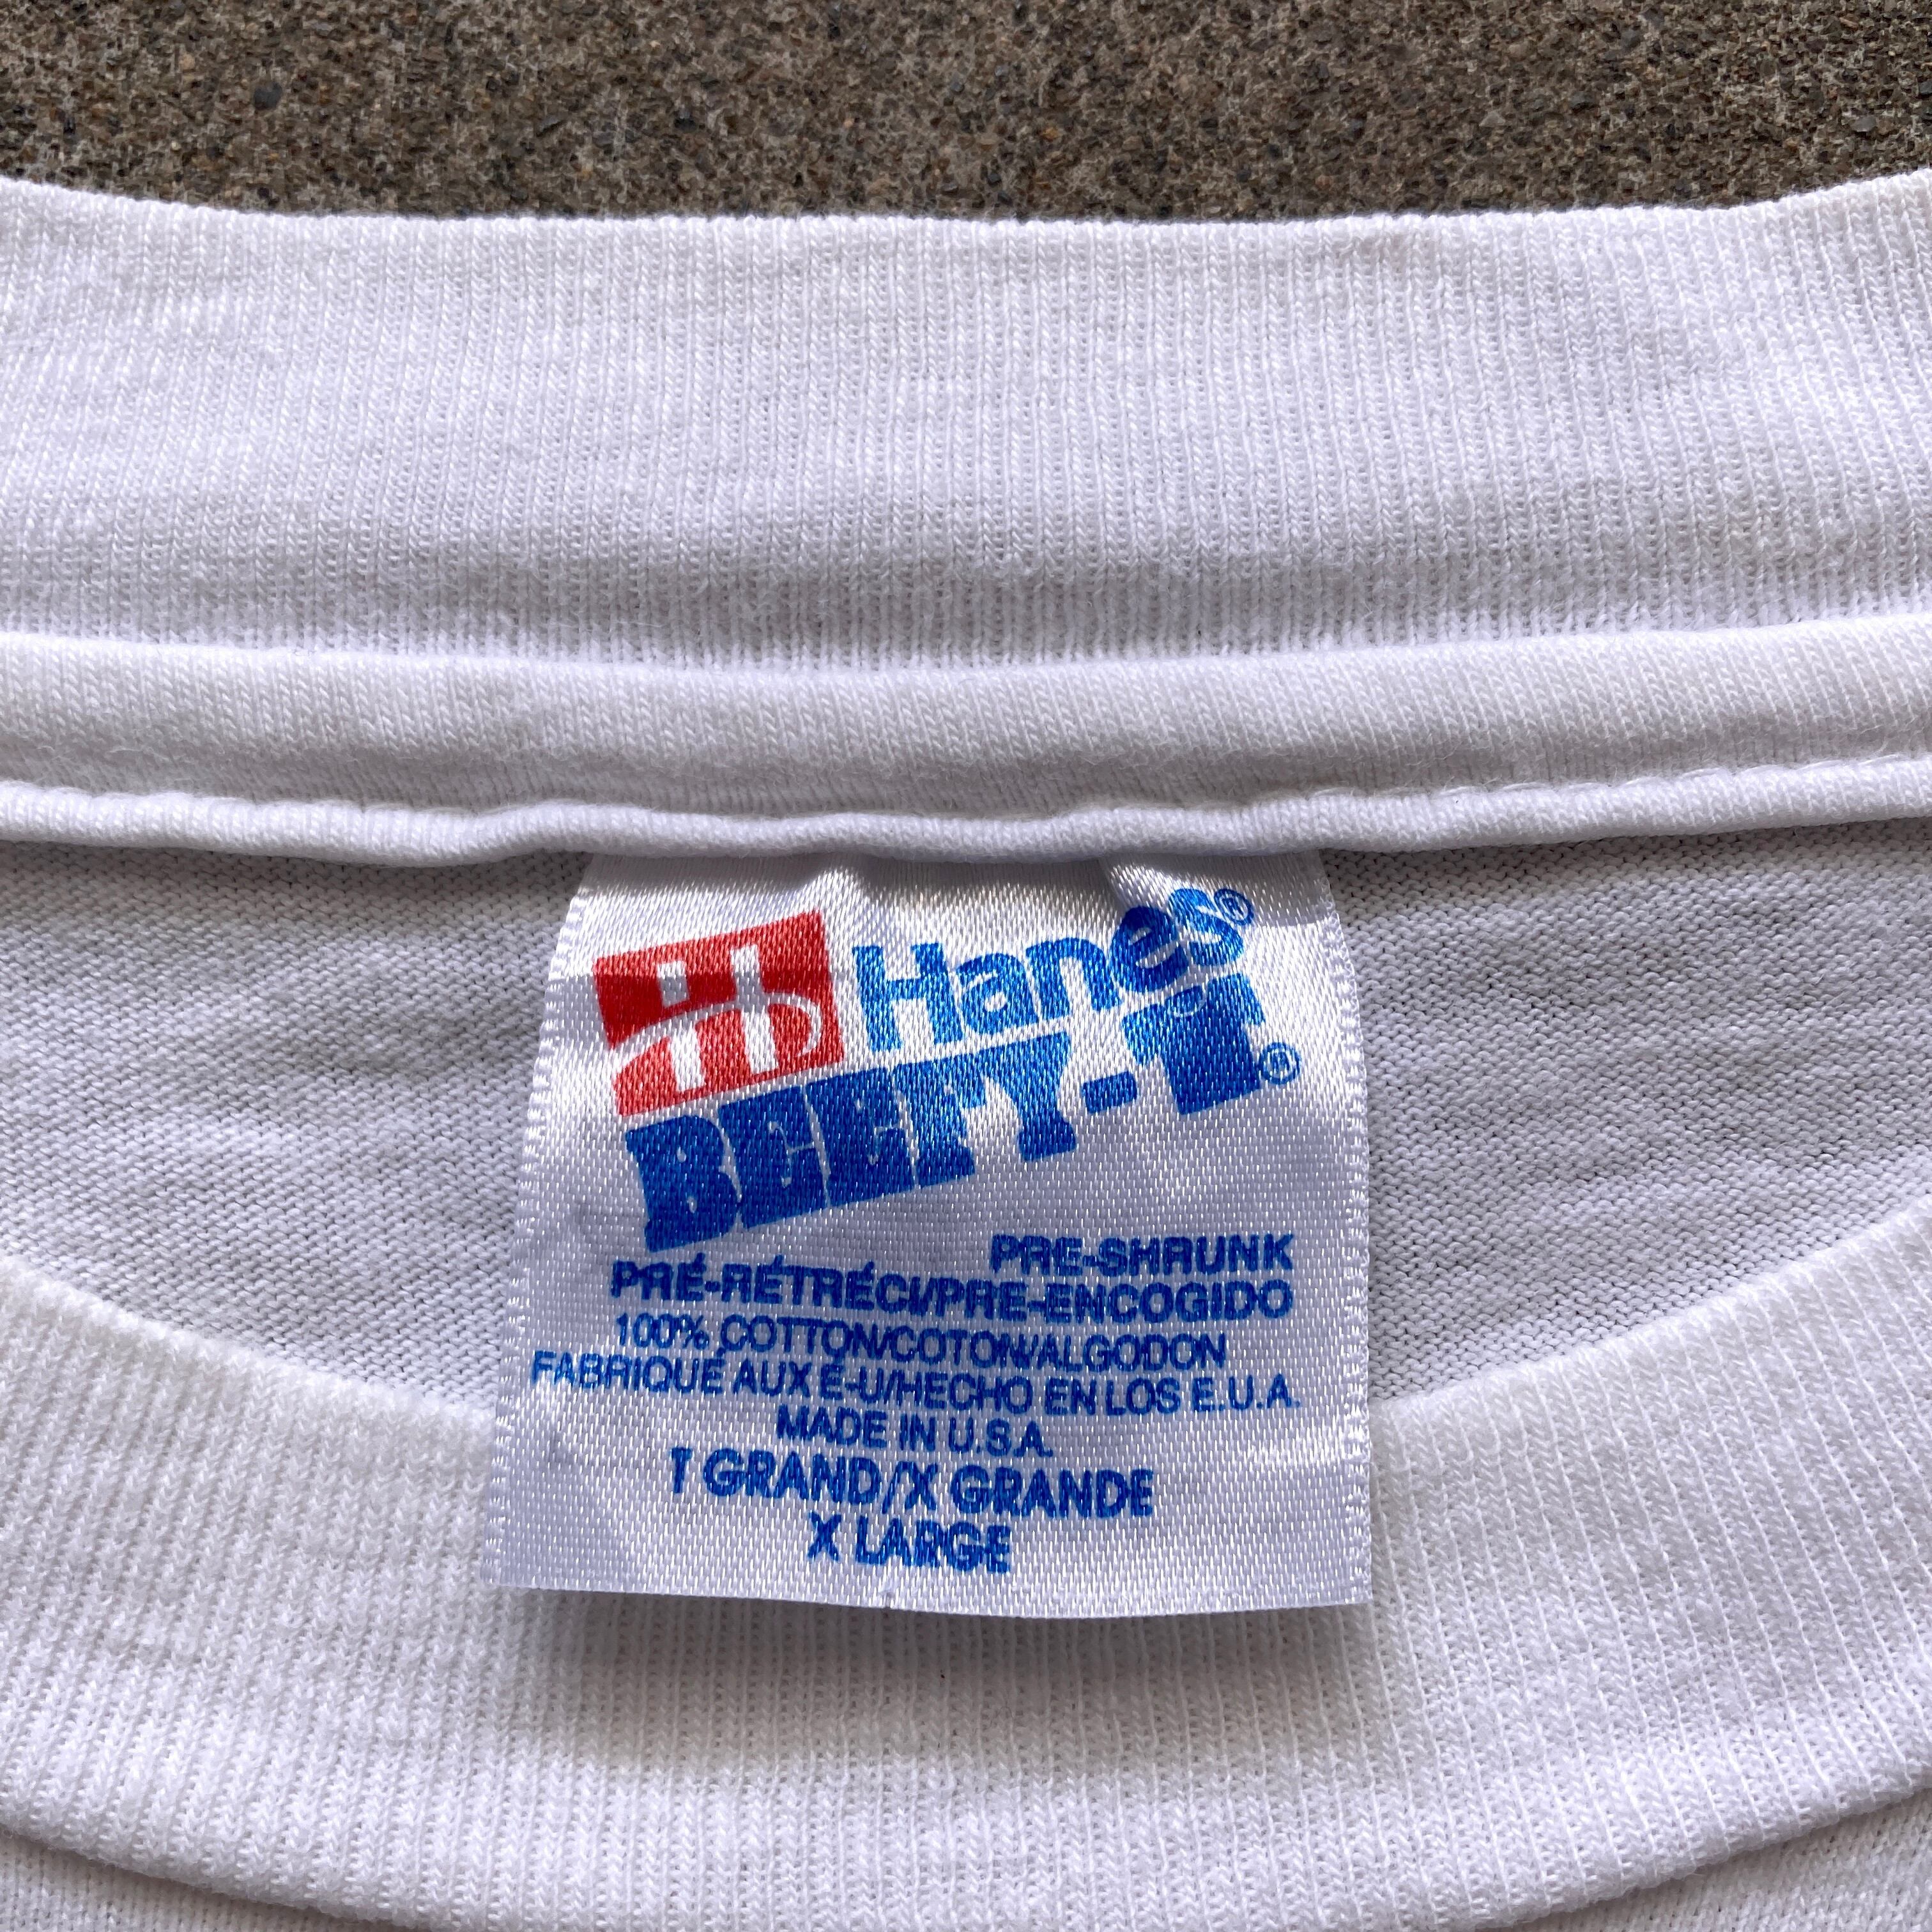 Hanes®
BEEFY-T®
PRE-SHRUNK
PRÉ-RÉTRÉCI/PRE-ENCOGIDO
100% COTTON/COTON/ALGODON
FABRIQUÉ AUX É-U/HECHO EN LOS E.U.A.
MADE IN U.S.A.
T GRAND/X GRANDE
X LARGE